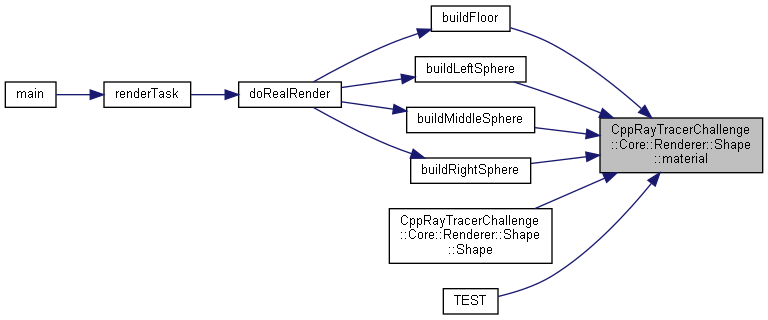 main
renderTask
doRealRender
buildFloor
buildLeftSphere
buildMiddleSphere
buildRightSphere
CppRayTracerChallenge
::Core::Renderer::Shape
::Shape
TEST
CppRayTracerChallenge
::Core::Renderer::Shape
::material